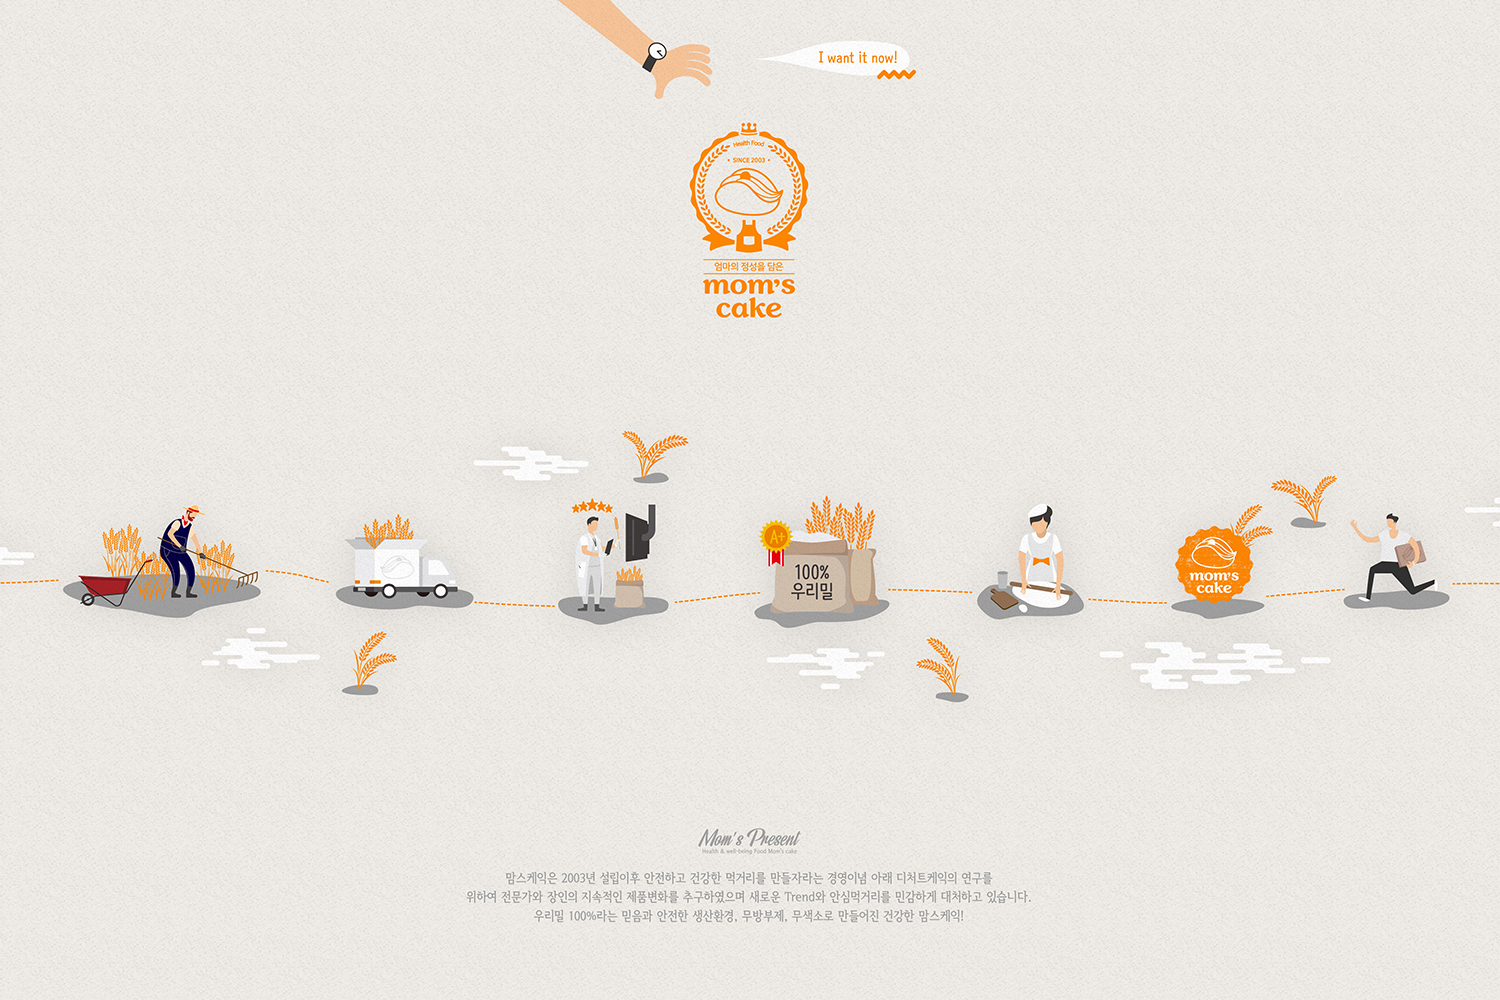 I want it now!
Health Food
• SINCE 2003 •
엄마의 정성을 담은
mom's
cake
A+
100%
우리밀
mom's
cake
Mom's Present
Health & well-being Food Mom's cake
맘스케익은 2003년 설립이후 안전하고 건강한 먹거리를 만들자라는 경영이념 아래 디저트케익의 연구를
위하여 전문가와 장인의 지속적인 제품변화를 추구하였으며 새로운 Trend와 안심먹거리를 민감하게 대처하고 있습니다.
우리밀 100%라는 믿음과 안전한 생산환경, 무방부제, 무색소로 만들어진 건강한 맘스케익!